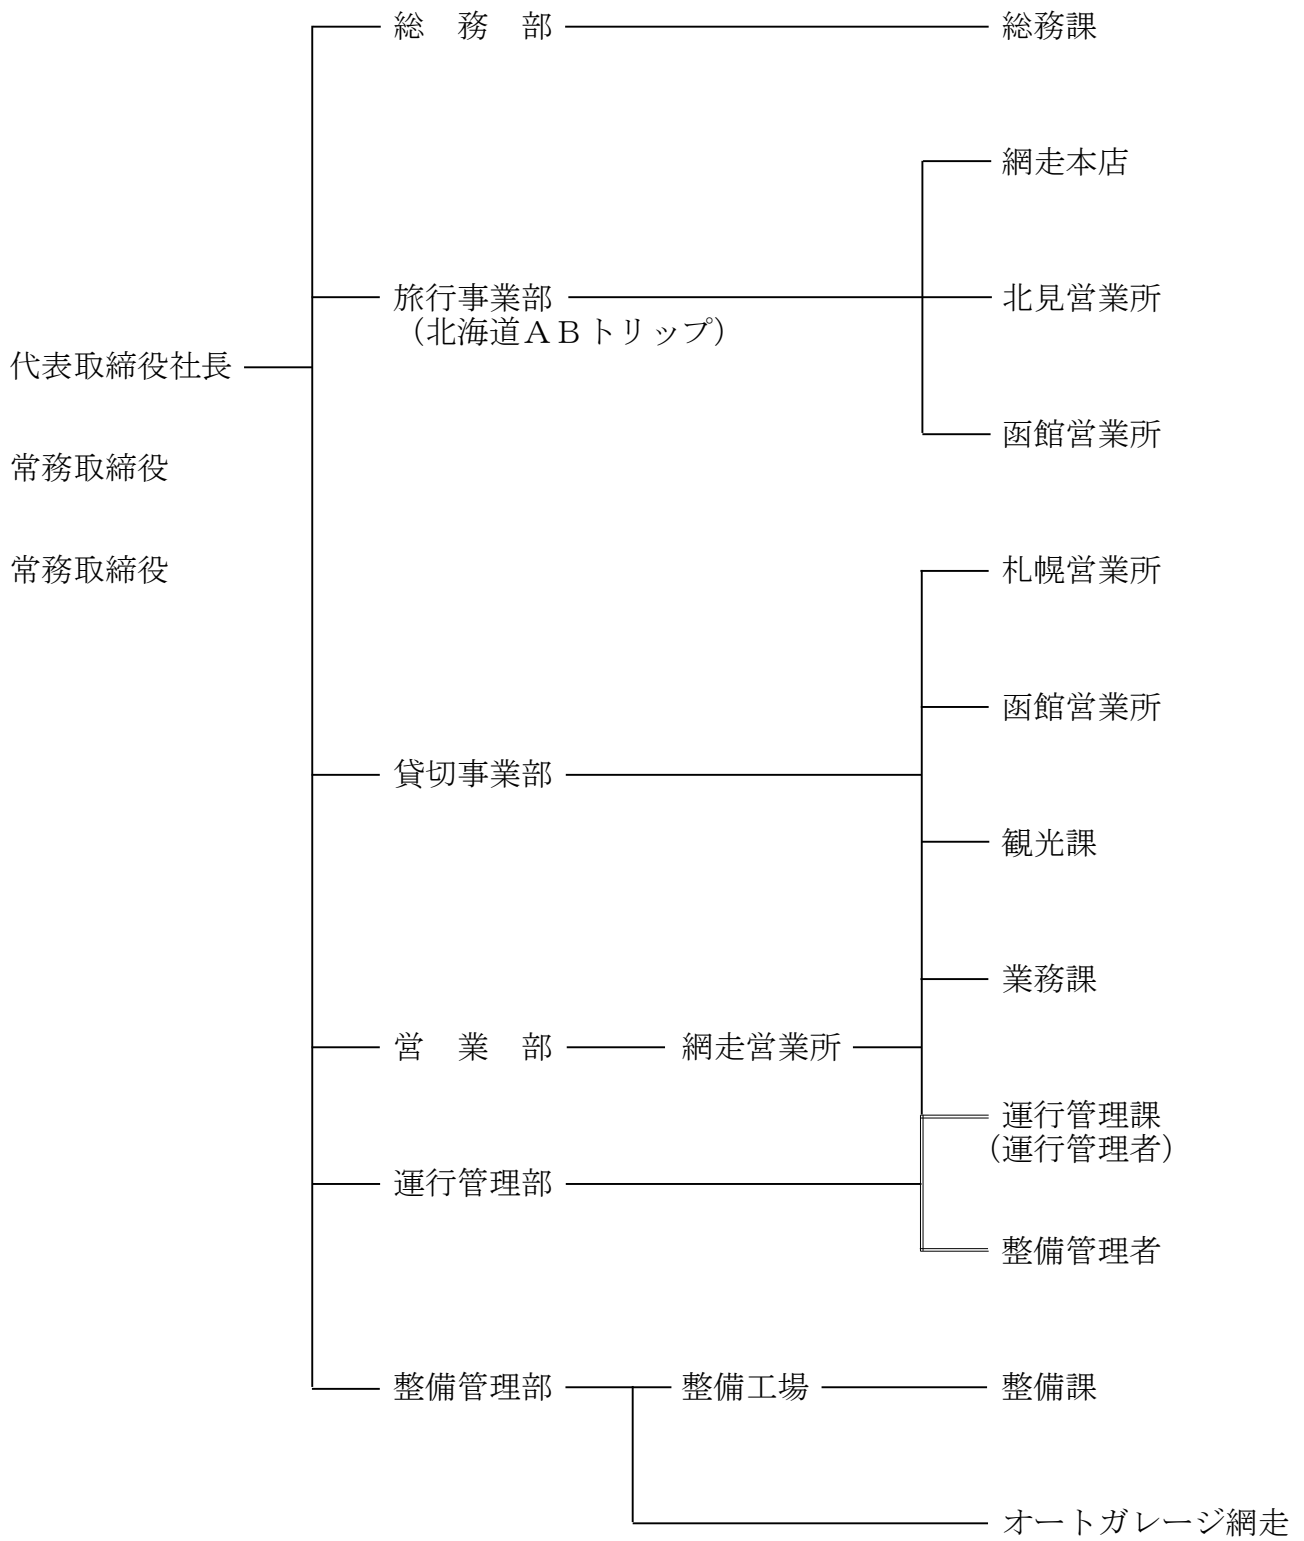 総　務　部
総務課
網走本店
旅行事業部
（北海道ＡＢトリップ）
北見営業所
代表取締役社長
函館営業所
常務取締役
常務取締役
札幌営業所
函館営業所
貸切事業部
観光課
業務課
営　業　部
網走営業所
運行管理課
（運行管理者）
運行管理部
整備管理者
整備管理部
整備工場
整備課
オートガレージ網走